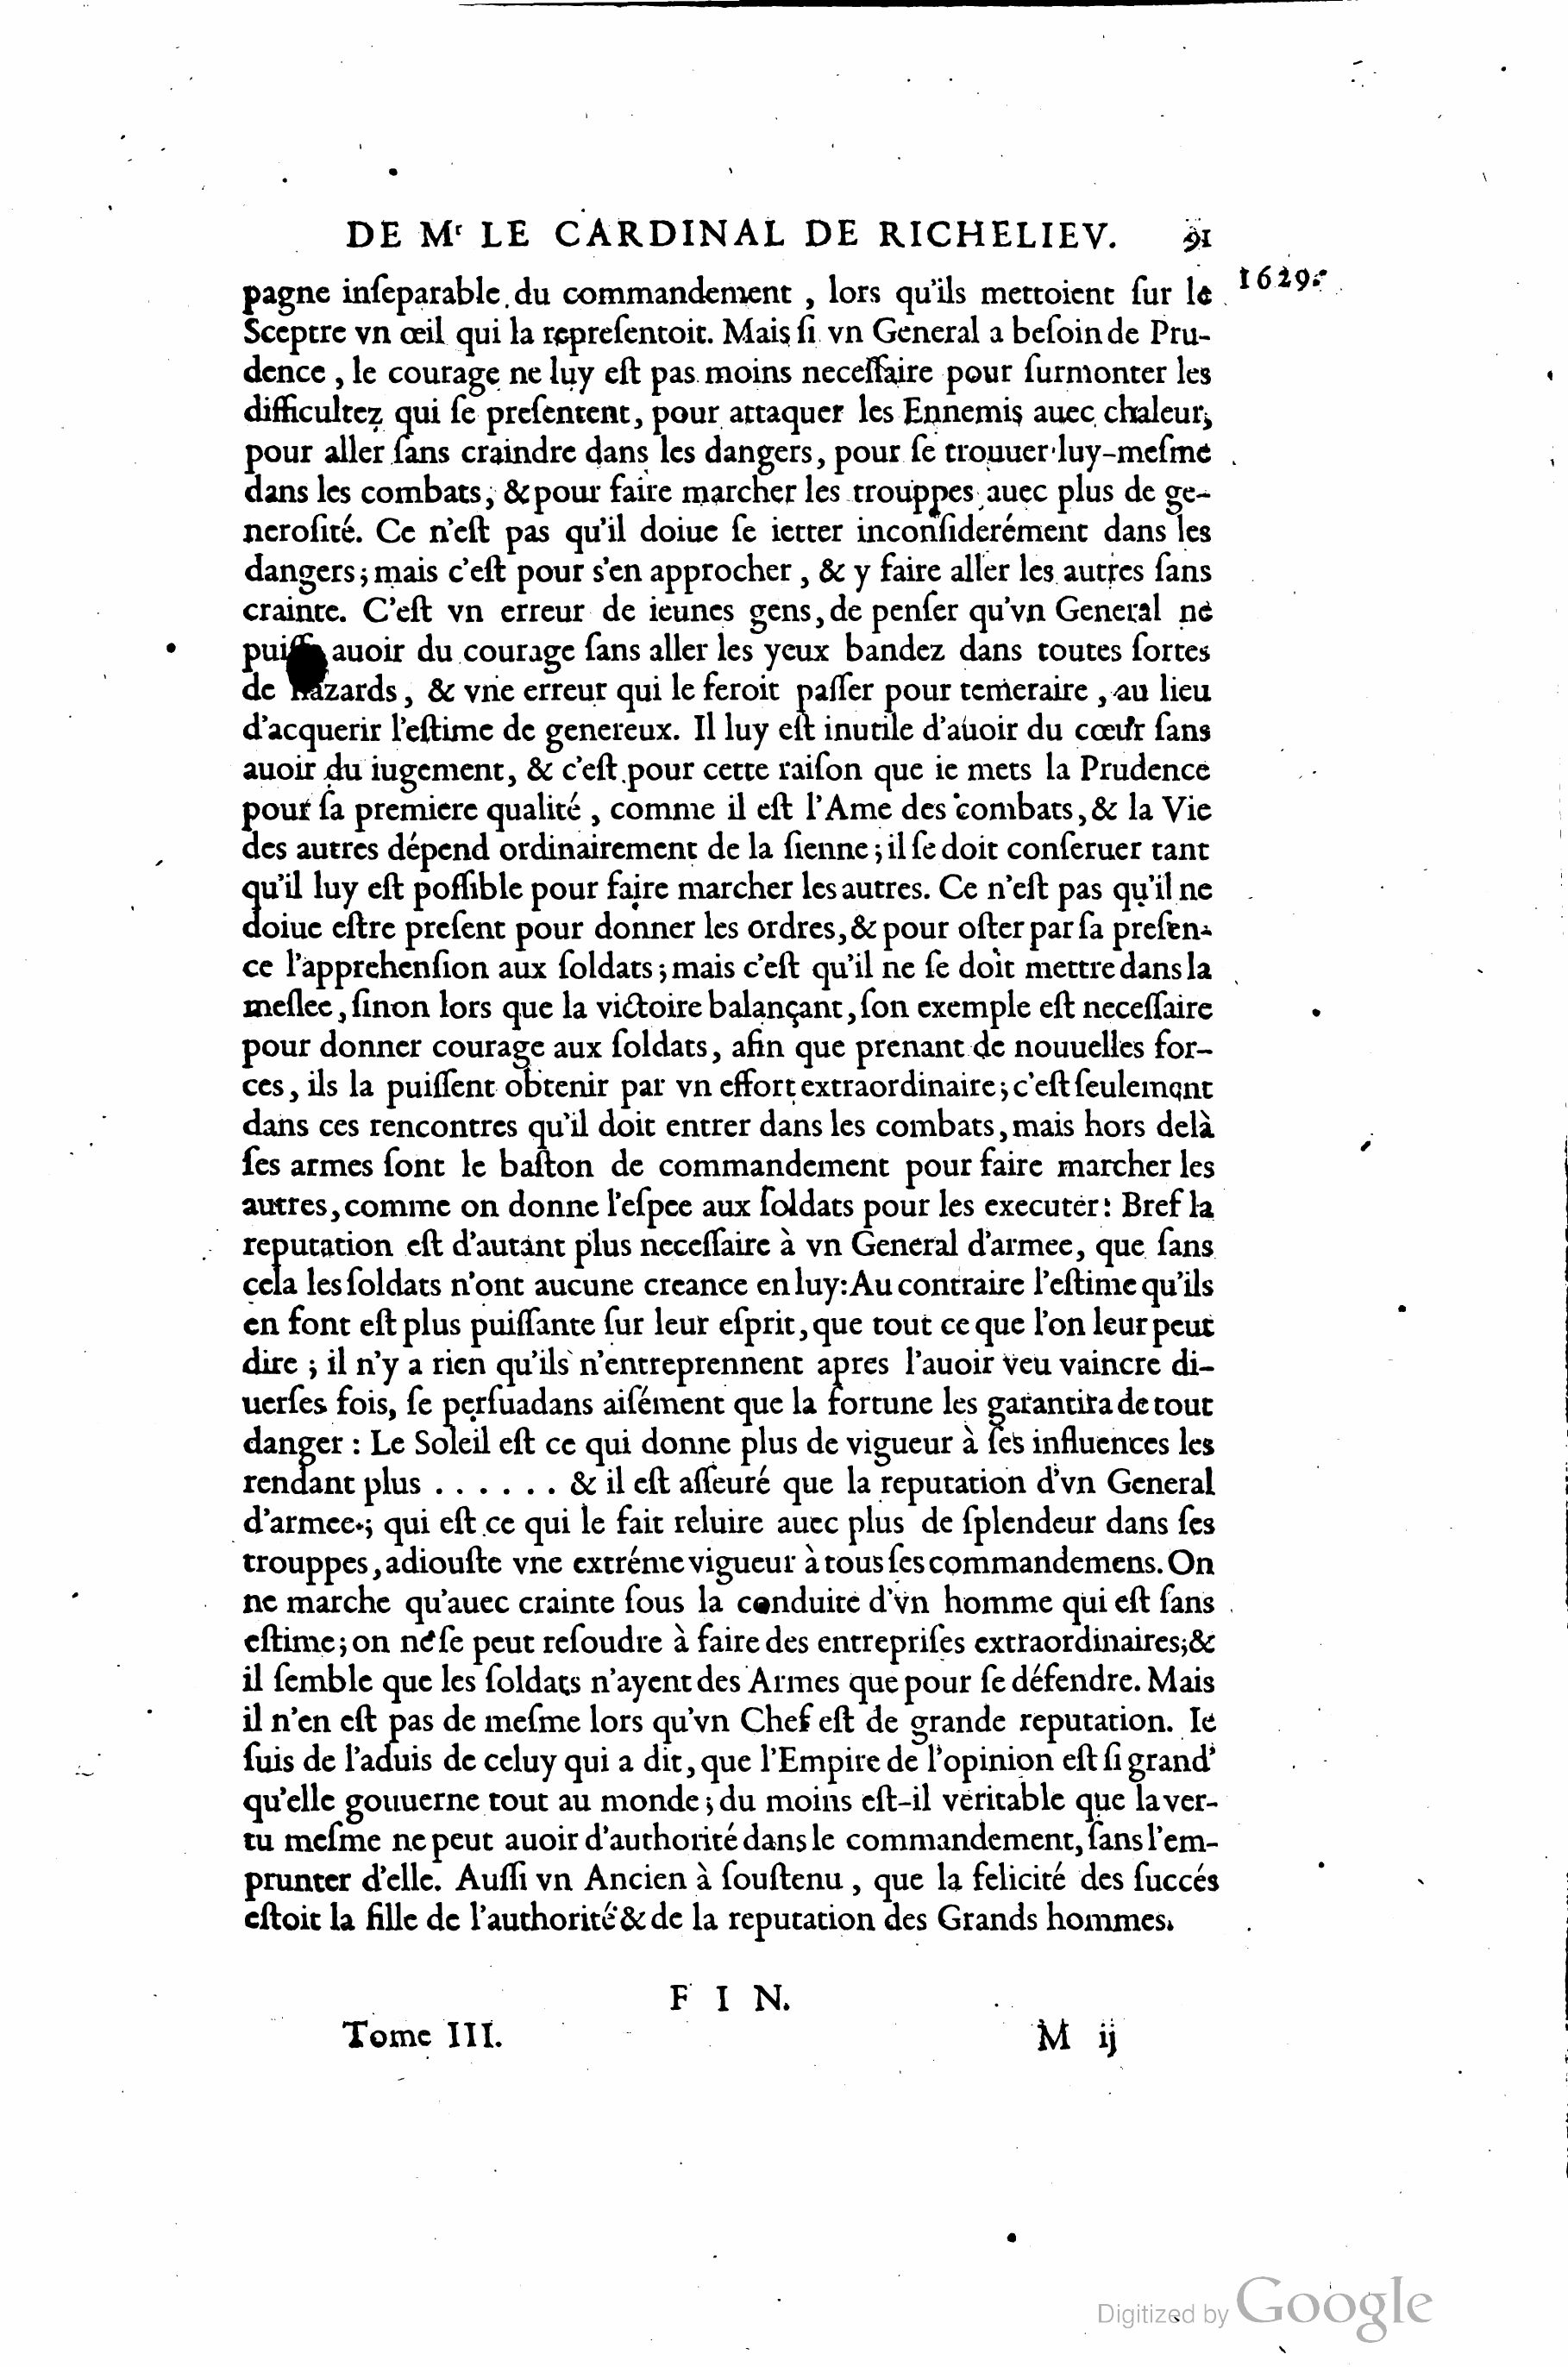 DE Mr LE CARDINAL DE RICHELIEV. 91
1629.
pagne inſeparable du commandement, lors qu'ils mettoient ſur le
Sceptre vn œil qui la repreſentoit. Mais ſi vn General a beſoin de Pru-
dence, le courage ne luy eſt pas moins neceſſaire pour ſurmonter les
difficultez qui ſe preſentent, pour attaquer les Ennemis auec chaleur,
pour aller ſans craindre dans les dangers, pour ſe trouuer luy-meſme
dans les combats, & pour faire marcher les trouppes auec plus de ge-
neroſité. Ce n'eſt pas qu'il doiue ſe ietter inconſiderément dans les
dangers; mais c'eſt pour s'en approcher, & y faire aller les autres ſans
crainte. C'eſt vn erreur de ieunes gens, de penſer qu'vn General ne
puiſſe auoir du courage ſans aller les yeux bandez dans toutes ſortes
de hazards, & vne erreur qui le feroit paſſer pour temeraire, au lieu
d'acquerir l'eſtime de genereux. Il luy eſt inutile d'auoir du cœur ſans
auoir du iugement, & c'eſt pour cette raiſon que ie mets la Prudence
pour ſa premiere qualité, comme il eſt l'Ame des combats, & la Vie
des autres dépend ordinairement de la ſienne; il ſe doit conſeruer tant
qu'il luy eſt poſſible pour faire marcher les autres. Ce n'eſt pas qu'il ne
doiue eſtre preſent pour donner les ordres, & pour oſter par ſa preſen-
ce l'apprehenſion aux ſoldats; mais c'eſt qu'il ne ſe doit mettre dans la
meſlee, ſinon lors que la victoire balançant, ſon exemple eſt neceſſaire
pour donner courage aux ſoldats, afin que prenant de nouuelles for-
ces, ils la puiſſent obtenir par vn effort extraordinaire; c'eſt ſeulement
dans ces rencontres qu'il doit entrer dans les combats, mais hors delà
ſes armes ſont le baſton de commandement pour faire marcher les
autres, comme on donne l'eſpee aux ſoldats pour les executer: Bref la
reputation eſt d'autant plus neceſſaire à vn General d'armee, que ſans
cela les ſoldats n'ont aucune creance en luy: Au contraire l'eſtime qu'ils
en font eſt plus puiſſante ſur leur eſprit, que tout ce que l'on leur peut
dire; il n'y a rien qu'ils n'entreprennent apres l'auoir veu vaincre di-
uerſes fois, ſe perſuadans aiſément que la fortune les garantira de tout
danger : Le Soleil eſt ce qui donne plus de vigueur à ſes influences les
rendant plus . . . . . . & il eſt aſſeuré que la reputation d'vn General
d'armee; qui eſt ce qui le fait reluire auec plus de ſplendeur dans ſes
trouppes, adiouſte vne extréme vigueur à tous ſes commandemens. On
ne marche qu'auec crainte ſous la conduite d'vn homme qui eſt ſans
eſtime; on ne ſe peut reſoudre à faire des entrepriſes extraordinaires; &
il ſemble que les ſoldats n'ayent des Armes que pour ſe défendre. Mais
il n'en eſt pas de meſme lors qu'vn Chef eſt de grande reputation. Ie
ſuis de l'aduis de celuy qui a dit, que l'Empire de l'opinion eſt ſi grand'
qu'elle gouuerne tout au monde; du moins eſt-il veritable que la ver-
tu meſme ne peut auoir d'authorité dans le commandement, ſans l'em-
prunter d'elle. Auſſi vn Ancien à ſouſtenu, que la felicité des ſuccés
eſtoit la fille de l'authorité & de la reputation des Grands hommes.
F I N.
Tome III. M ij
Digitized by Google